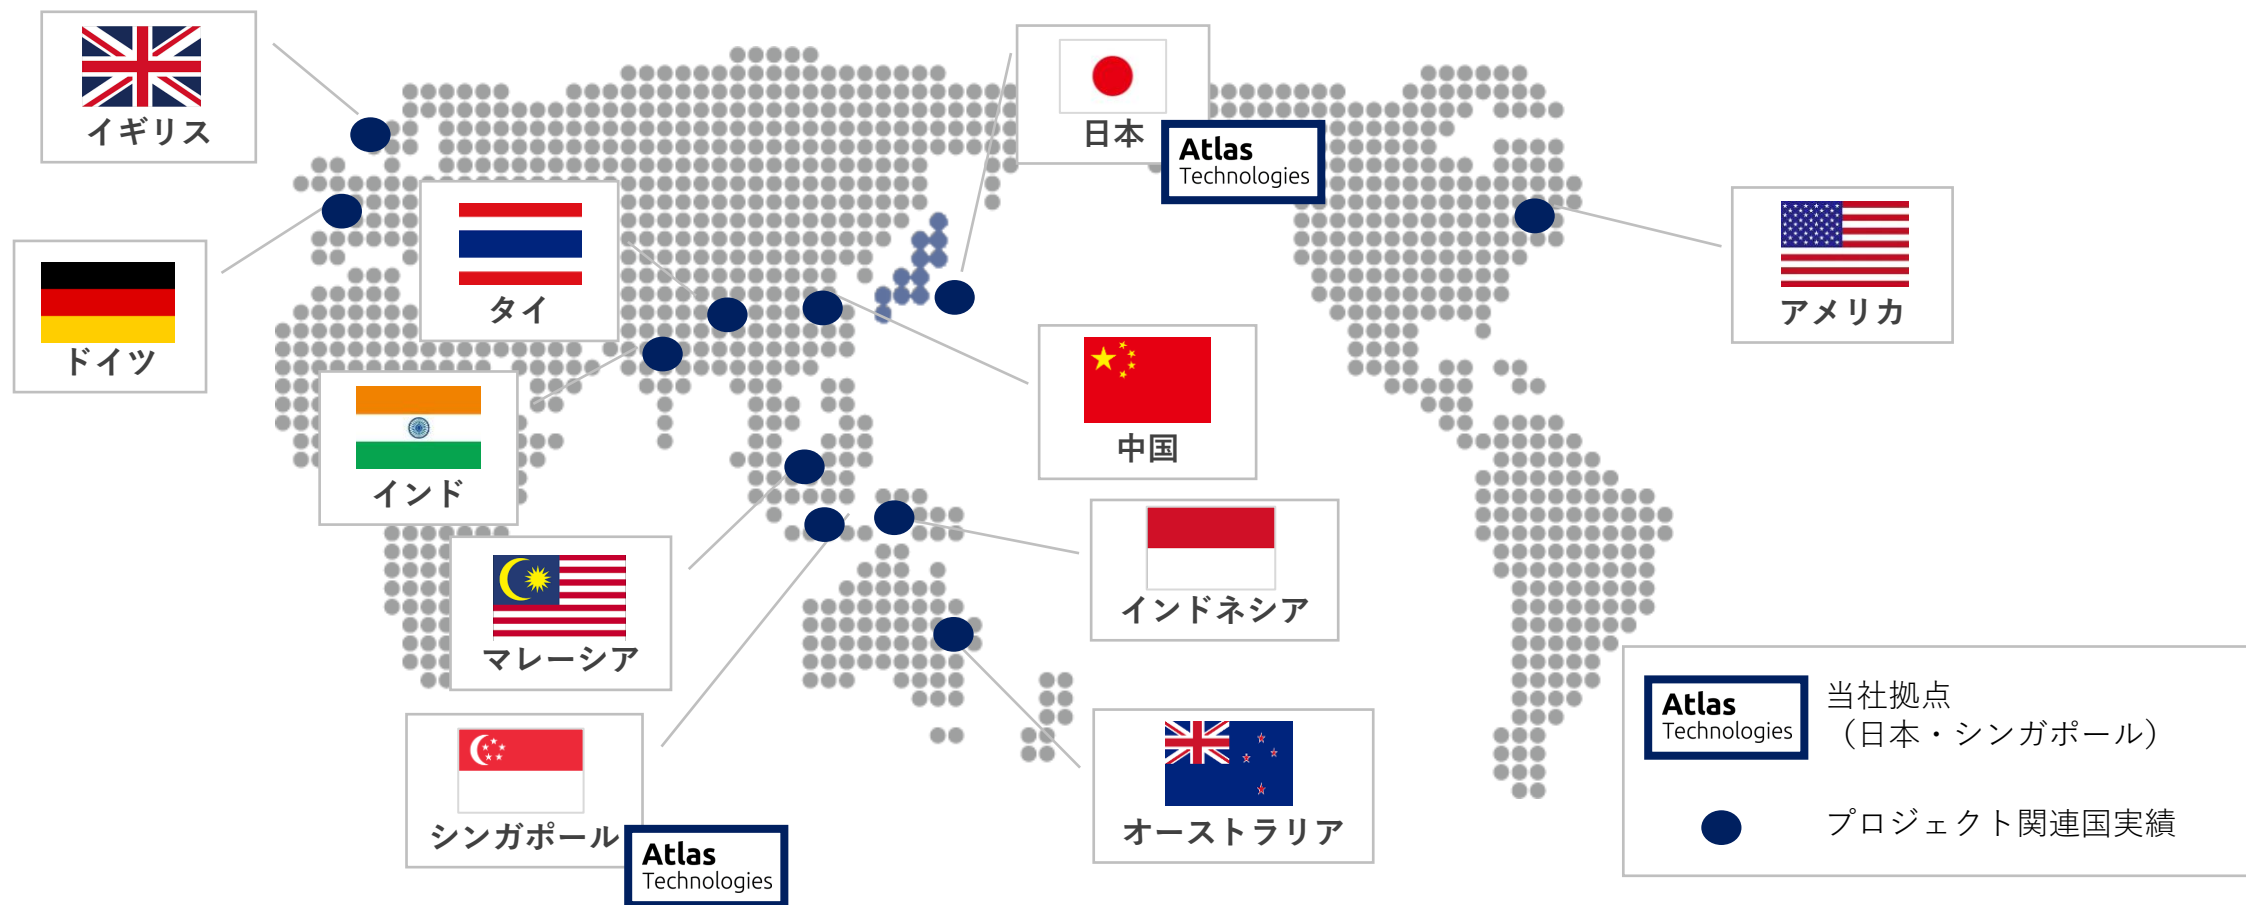 イギリス
日本
Atlas
Technologies
タイ
アメリカ
ドイツ
中国
インド
インドネシア
マレーシア
シンガポール
Atlas
Technologies
オーストラリア
Atlas
Technologies
当社拠点
（日本・シンガポール）
プロジェクト関連国実績